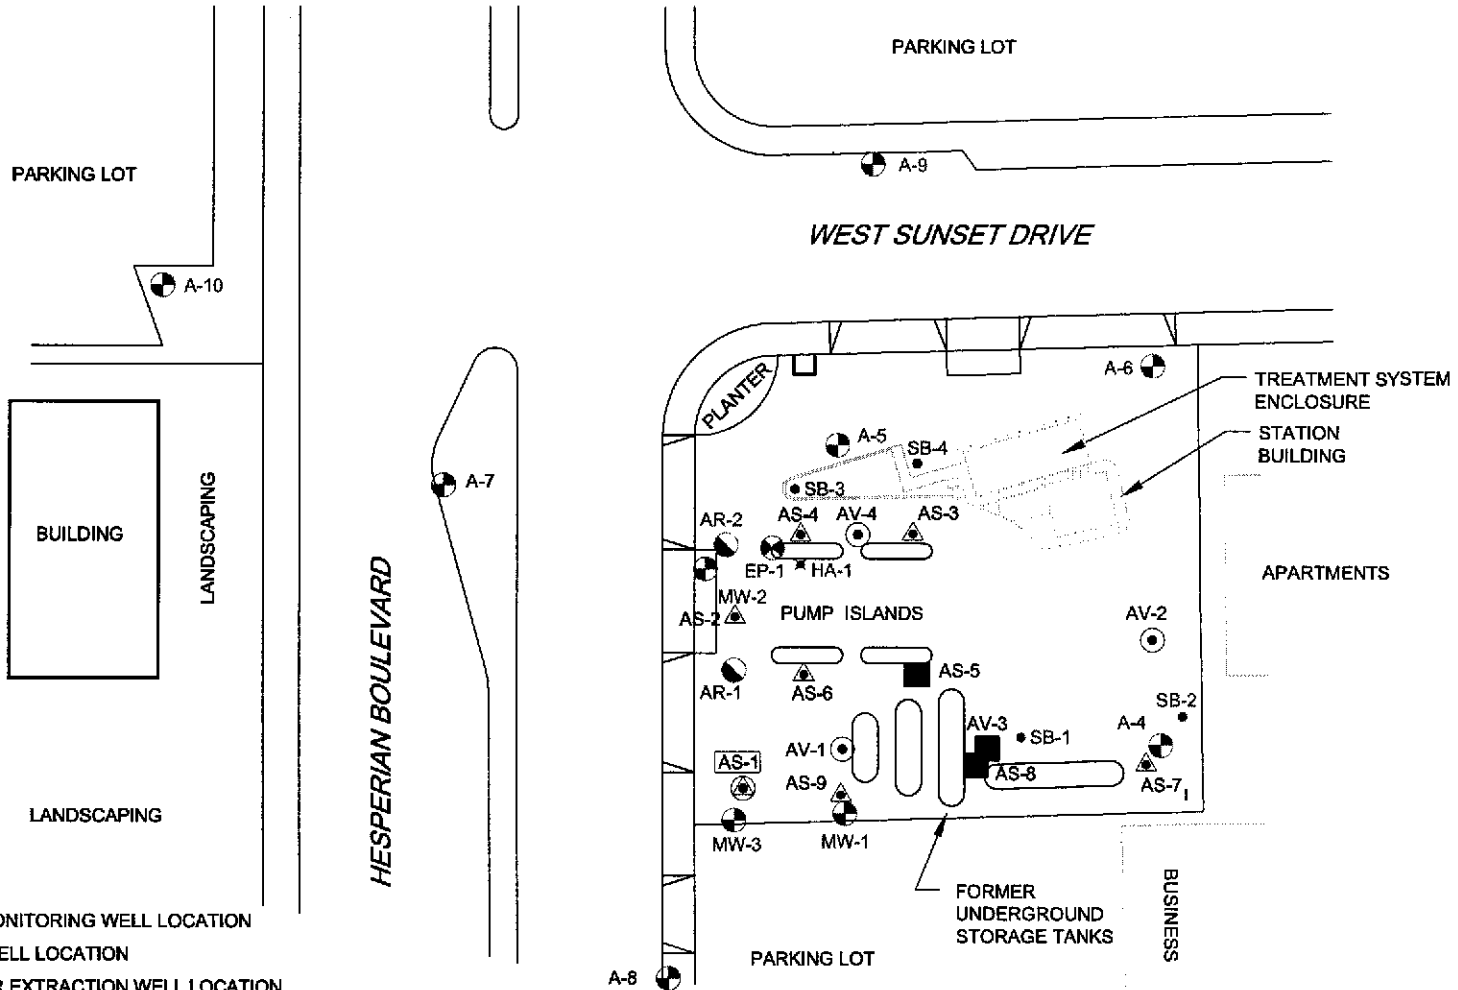 PARKING LOT
A-9
PARKING LOT
WEST SUNSET DRIVE
A-10
A-6
TREATMENT SYSTEM
ENCLOSURE
PLANTER
STATION
BUILDING
A-5
SB-4
A-7
SB-3
LANDSCAPING
BUILDING
AR-2
AS-4
AV-4
AS-3
EP-1
HA-1
APARTMENTS
MW-2
AS-2
PUMP ISLANDS
AV-2
HESPERIAN BOULEVARD
AR-1
AS-6
AS-5
SB-2
AV-3
A-4
SB-1
AV-1
AS-1
AS-8
AS-9
AS-7
LANDSCAPING
MW-3
MW-1
FORMER
UNDERGROUND
STORAGE TANKS
BUSINESS
ONITORING WELL LOCATION
ELL LOCATION
PARKING LOT
A-8
R EXTRACTION WELL LOCATION